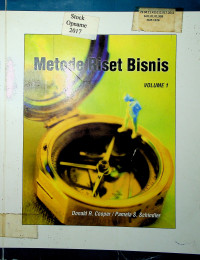 Stock
Opname
2017
Metode Riset Bisnis
VOLUME 1
Donald R. Cooper / Pamela S. Schindler